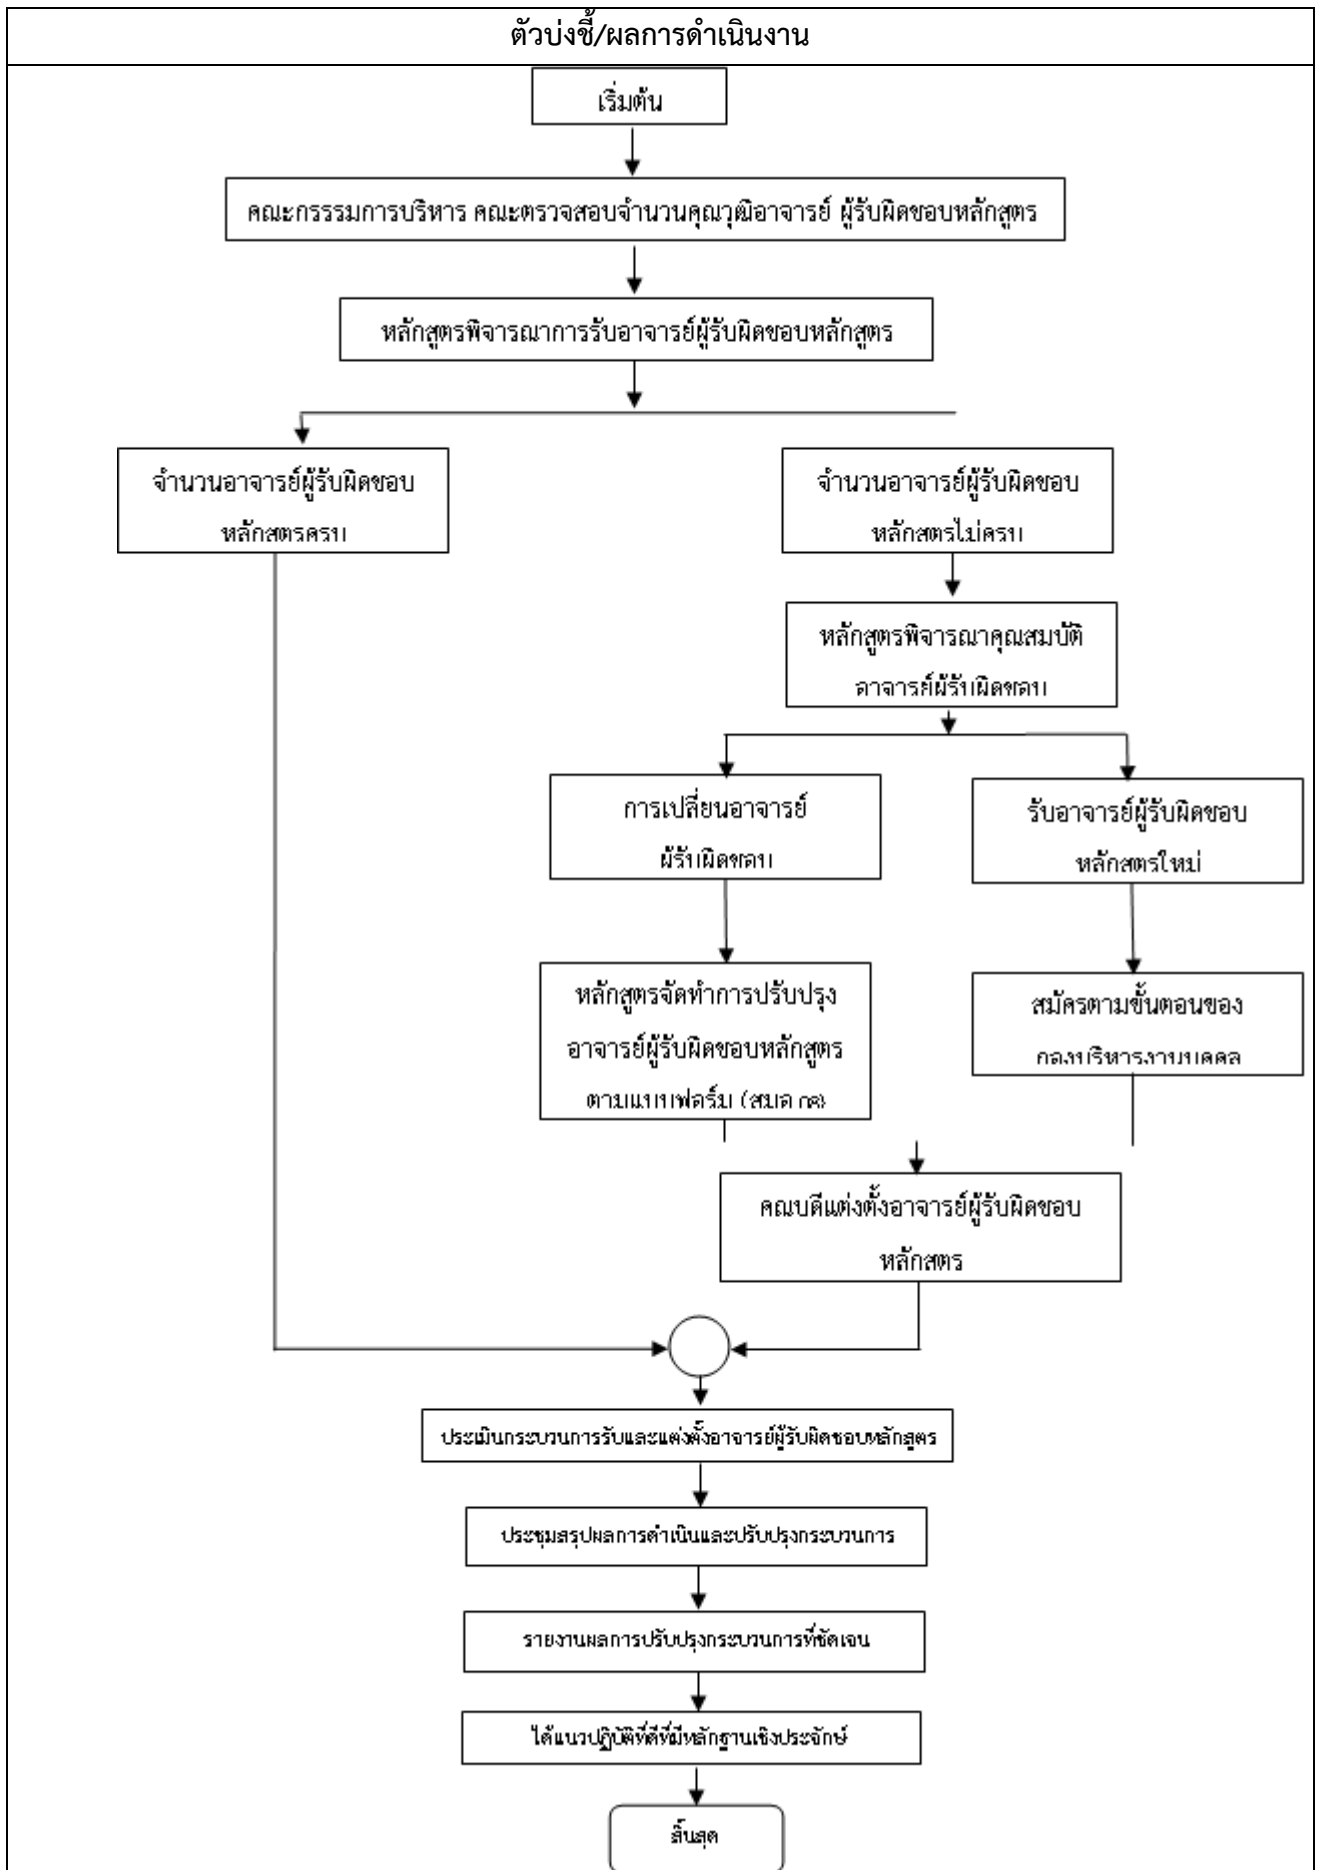 ตัวบ่งชี้/ผลการดำเนินงาน
เริ่มต้น
คณะกรรรมการบริหาร คณะตรวจสอบจำนวนคุณวุฒิอาจารย์ ผู้รับผิดชอบหลักสูตร
หลักสูตรพิจารณาการรับอาจารย์ผู้รับผิดชอบหลักสูตร
จำนวนอาจารย์ผู้รับผิดชอบ
หลักสูตรครบ
จำนวนอาจารย์ผู้รับผิดชอบ
หลักสูตรไม่ครบ
หลักสูตรพิจารณาคุณสมบัติ
อาจารย์ผู้รับผิดชอบ
การเปลี่ยนอาจารย์
ผู้รับผิดชอบ
รับอาจารย์ผู้รับผิดชอบ
หลักสูตรใหม่
หลักสูตรจัดทำการปรับปรุง
อาจารย์ผู้รับผิดชอบหลักสูตร
ตามแบบฟอร์ม
สมัครตามขั้นตอนของ
กองบริหารงานบุคคล
คณบดีแต่งตั้งอาจารย์ผู้รับผิดชอบ
หลักสูตร
ประเมินกระบวนการรับและแต่งตั้งอาจารย์ผู้รับผิดชอบหลักสูตร
ประชุมสรุปผลการดำเนินและปรับปรุงกระบวนการ
รายงานผลการปรับปรุงกระบวนการที่ชัดเจน
ได้แนวปฏิบัติที่ดีที่มีหลักฐานเชิงประจักษ์
สิ้นสุด